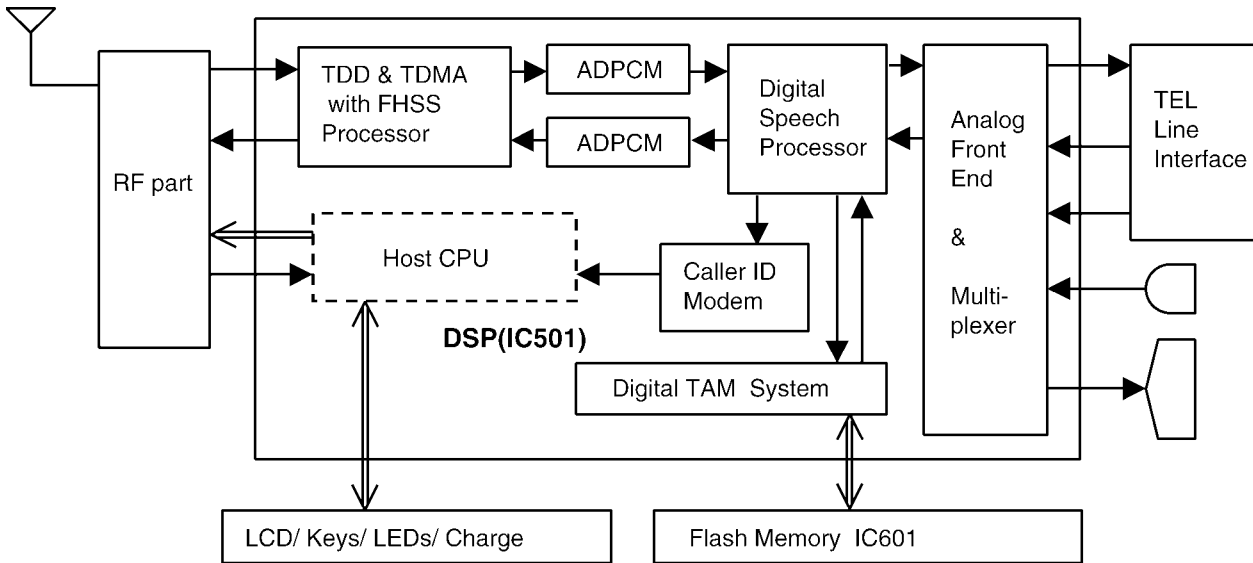 RF part
TDD & TDMA
with FHSS
Processor
ADPCM
ADPCM
Digital
Speech
Processor
Analog
Front
End
&
Multi-
plexer
TEL
Line
Interface
Host CPU
Caller ID
Modem
DSP(IC501)
Digital TAM System
LCD/ Keys/ LEDs/ Charge
Flash Memory IC601